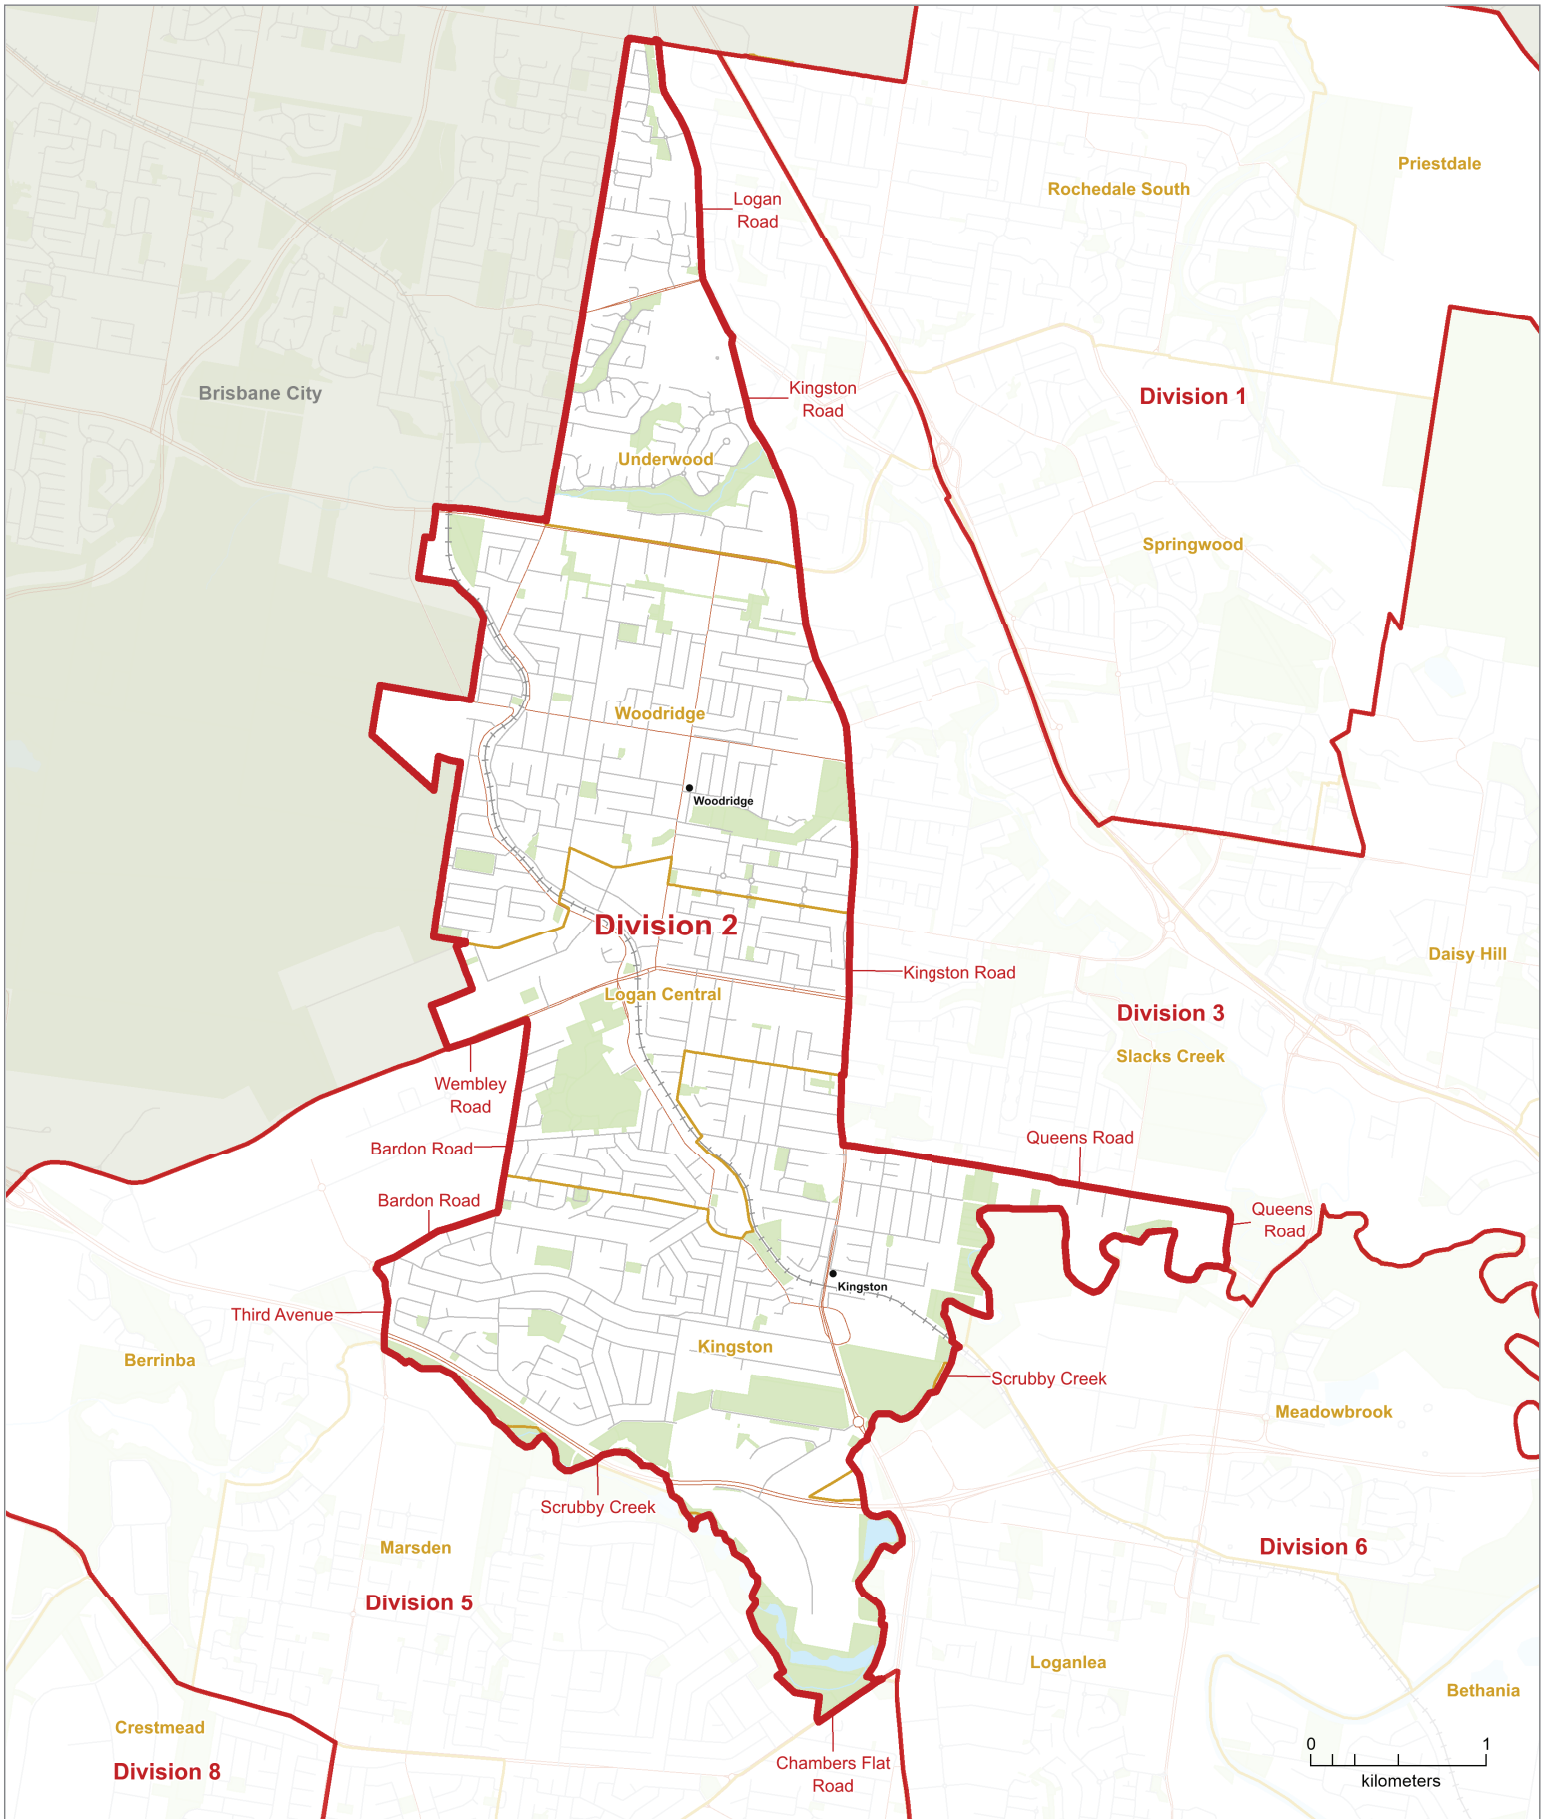 Priestdale
Rochedale South
Logan
Road
Brisbane City
Kingston
Road
Division 1
Underwood
Springwood
Woodridge
Woodridge
Division 2
Daisy Hill
Kingston Road
Logan Central
Division 3
Slacks Creek
Wembley
Road
Bardon Road
Queens Road
Bardon Road
Queens
Road
Kingston
Third Avenue
Kingston
Berrinba
Scrubby Creek
Meadowbrook
Scrubby Creek
Marsden
Division 6
Division 5
Loganlea
Bethania
Crestmead
Division 8
Chambers Flat
Road
0 1
kilometers